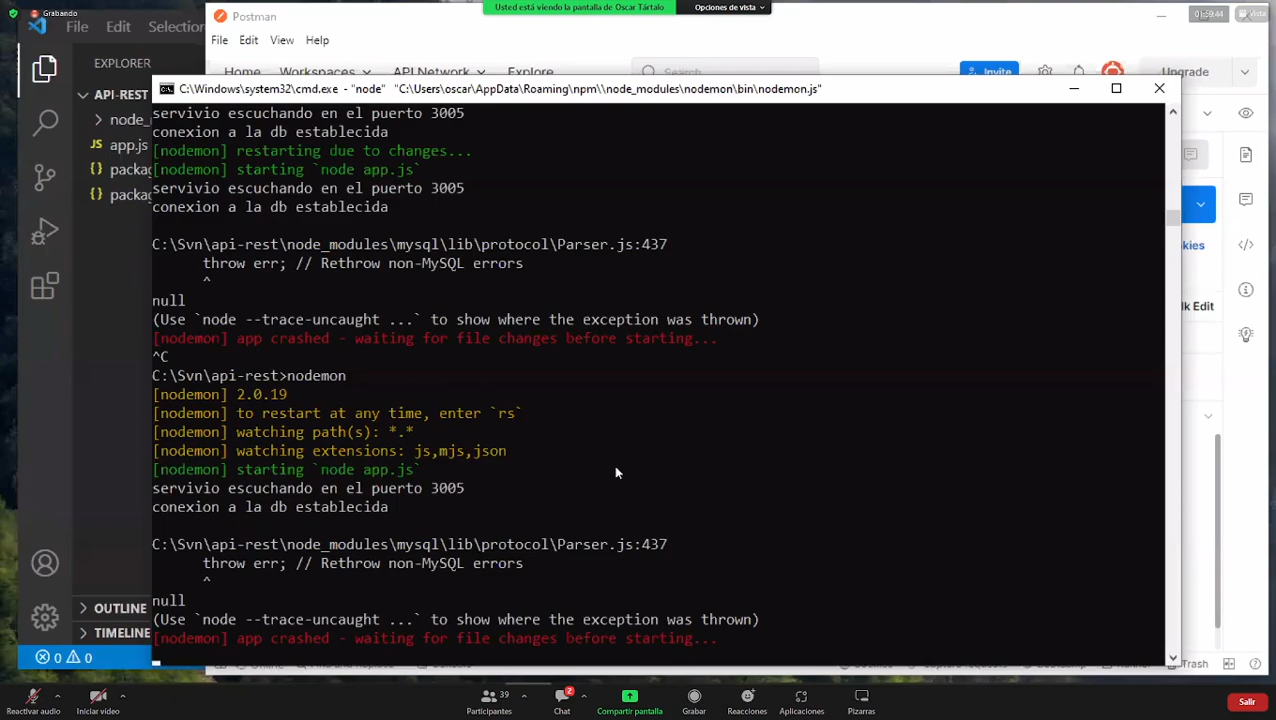 Grabando
Usted está viendo la pantalla de Oscar Tártalo
Opciones de vista
Postman
01:59:44
Vista
File Edit Selection
File Edit View Help
EXPLORER
Home Workspaces API Network Explore
Search
Invite
Upgrade
API-REST
node_
app.js
packag
packag
C:\Windows\system32\cmd.exe - "node" "C:\Users\oscar\AppData\Roaming\npm\\node_modules\nodemon\bin\nodemon.js"
servivio escuchando en el puerto 3005
conexion a la db establecida
[nodemon] restarting due to changes...
[nodemon] starting `node app.js`
servivio escuchando en el puerto 3005
conexion a la db establecida
C:\Svn\api-rest\node_modules\mysql\lib\protocol\Parser.js:437
throw err; // Rethrow non-MySQL errors
^
null
(Use `node --trace-uncaught ...` to show where the exception was thrown)
[nodemon] app crashed - waiting for file changes before starting...
^C
C:\Svn\api-rest>nodemon
[nodemon] 2.0.19
[nodemon] to restart at any time, enter `rs`
[nodemon] watching path(s): *.*
[nodemon] watching extensions: js,mjs,json
[nodemon] starting `node app.js`
servivio escuchando en el puerto 3005
conexion a la db establecida
C:\Svn\api-rest\node_modules\mysql\lib\protocol\Parser.js:437
throw err; // Rethrow non-MySQL errors
^
null
(Use `node --trace-uncaught ...` to show where the exception was thrown)
[nodemon] app crashed - waiting for file changes before starting...
okies
lk Edit
OUTLINE
TIMELINE
0 0
Trash
39
2
Reactivar audio
Iniciar video
Participantes
Chat
Compartir pantalla
Grabar
Reacciones
Aplicaciones
Pizarras
Salir